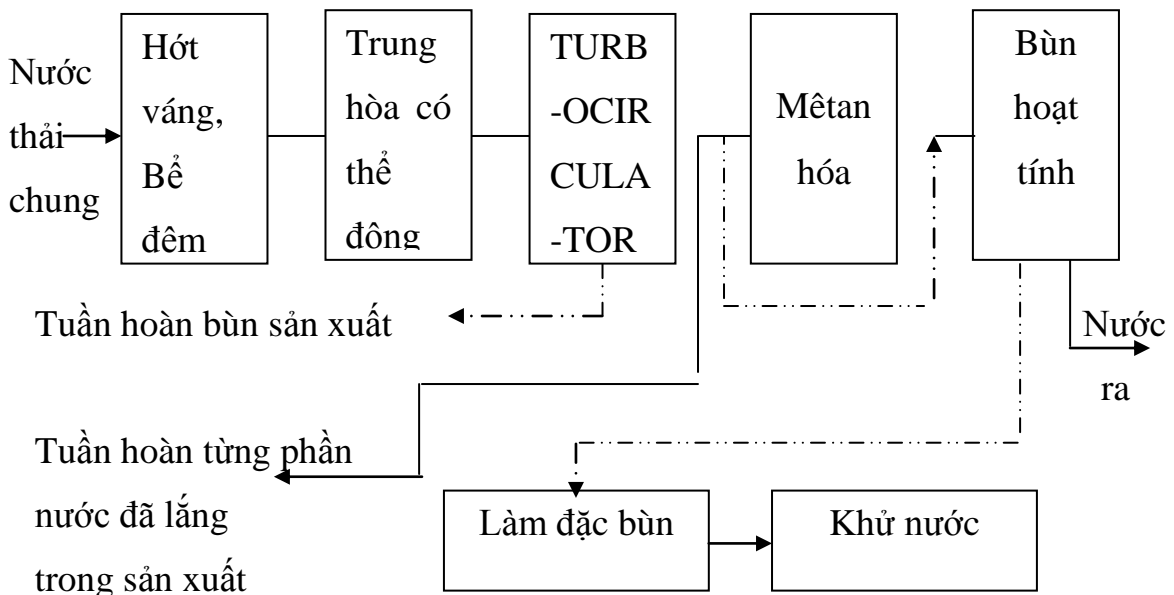 Nước
thải
chung
Hớt
váng,
Bể
đêm
Trung
hòa có
thể
đông
TURB
-OCIR
CULA
-TOR
Mêtan
hóa
Bùn
hoạt
tính
Tuần hoàn bùn sản xuất
Nước
ra
Tuần hoàn từng phần
nước đã lắng
trong sản xuất
Làm đặc bùn
Khử nước